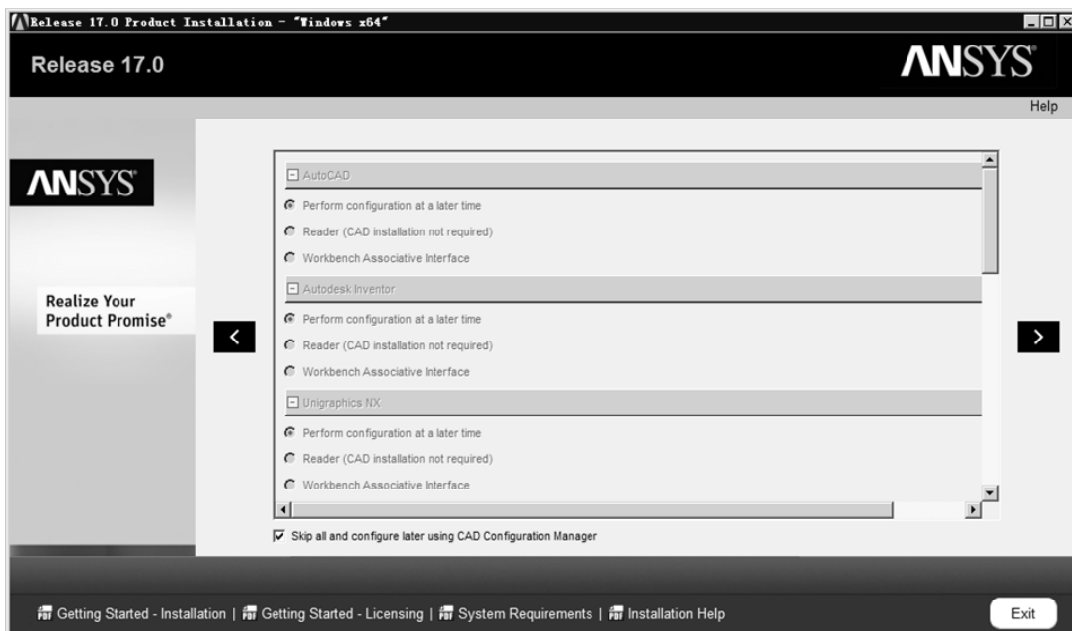 Release 17.0 Product Installation - "Windows x64"
Release 17.0
ANSYS®
Help
ANSYS®
Realize Your
Product Promise®
AutoCAD
Perform configuration at a later time
Reader (CAD installation not required)
Workbench Associative Interface
Autodesk Inventor
Perform configuration at a later time
Reader (CAD installation not required)
Workbench Associative Interface
Unigraphics NX
Perform configuration at a later time
Reader (CAD installation not required)
Workbench Associative Interface
Skip all and configure later using CAD Configuration Manager
PDF Getting Started - Installation | PDF Getting Started - Licensing | PDF System Requirements | PDF Installation Help
Exit